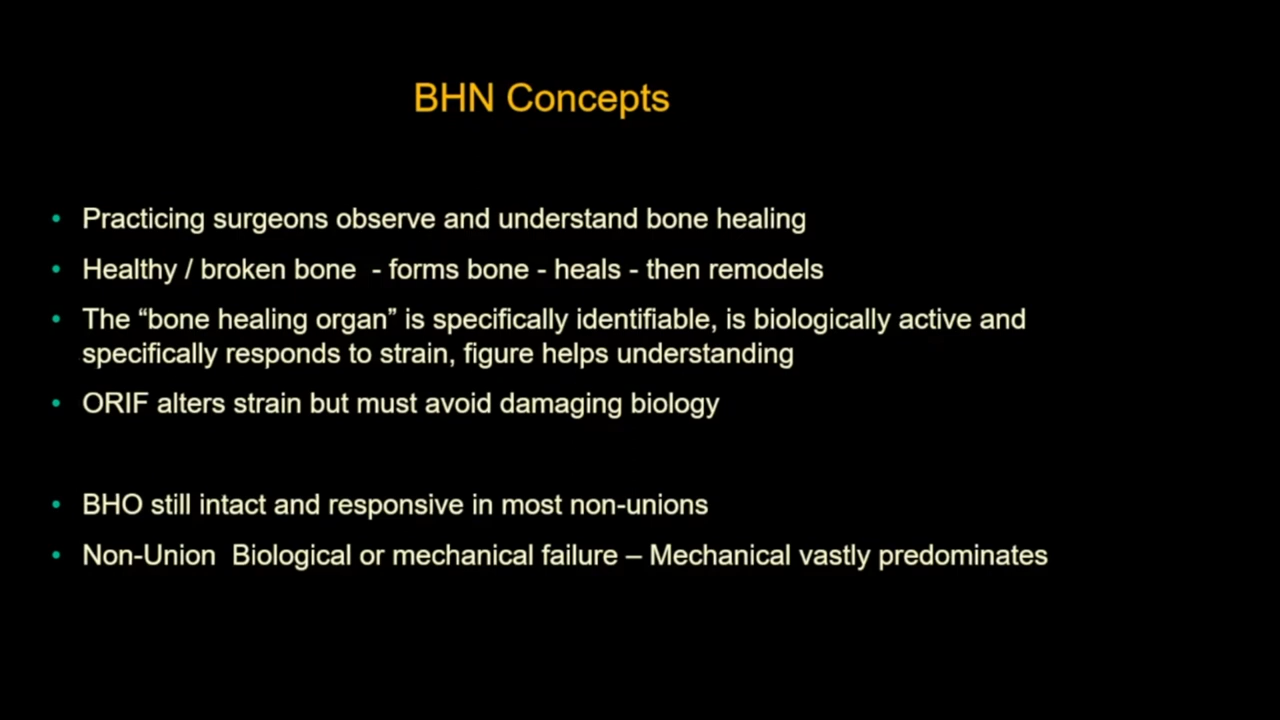 BHN Concepts
• Practicing surgeons observe and understand bone healing
• Healthy / broken bone - forms bone - heals - then remodels
• The “bone healing organ” is specifically identifiable, is biologically active and
specifically responds to strain, figure helps understanding
• ORIF alters strain but must avoid damaging biology
• BHO still intact and responsive in most non-unions
• Non-Union Biological or mechanical failure – Mechanical vastly predominates